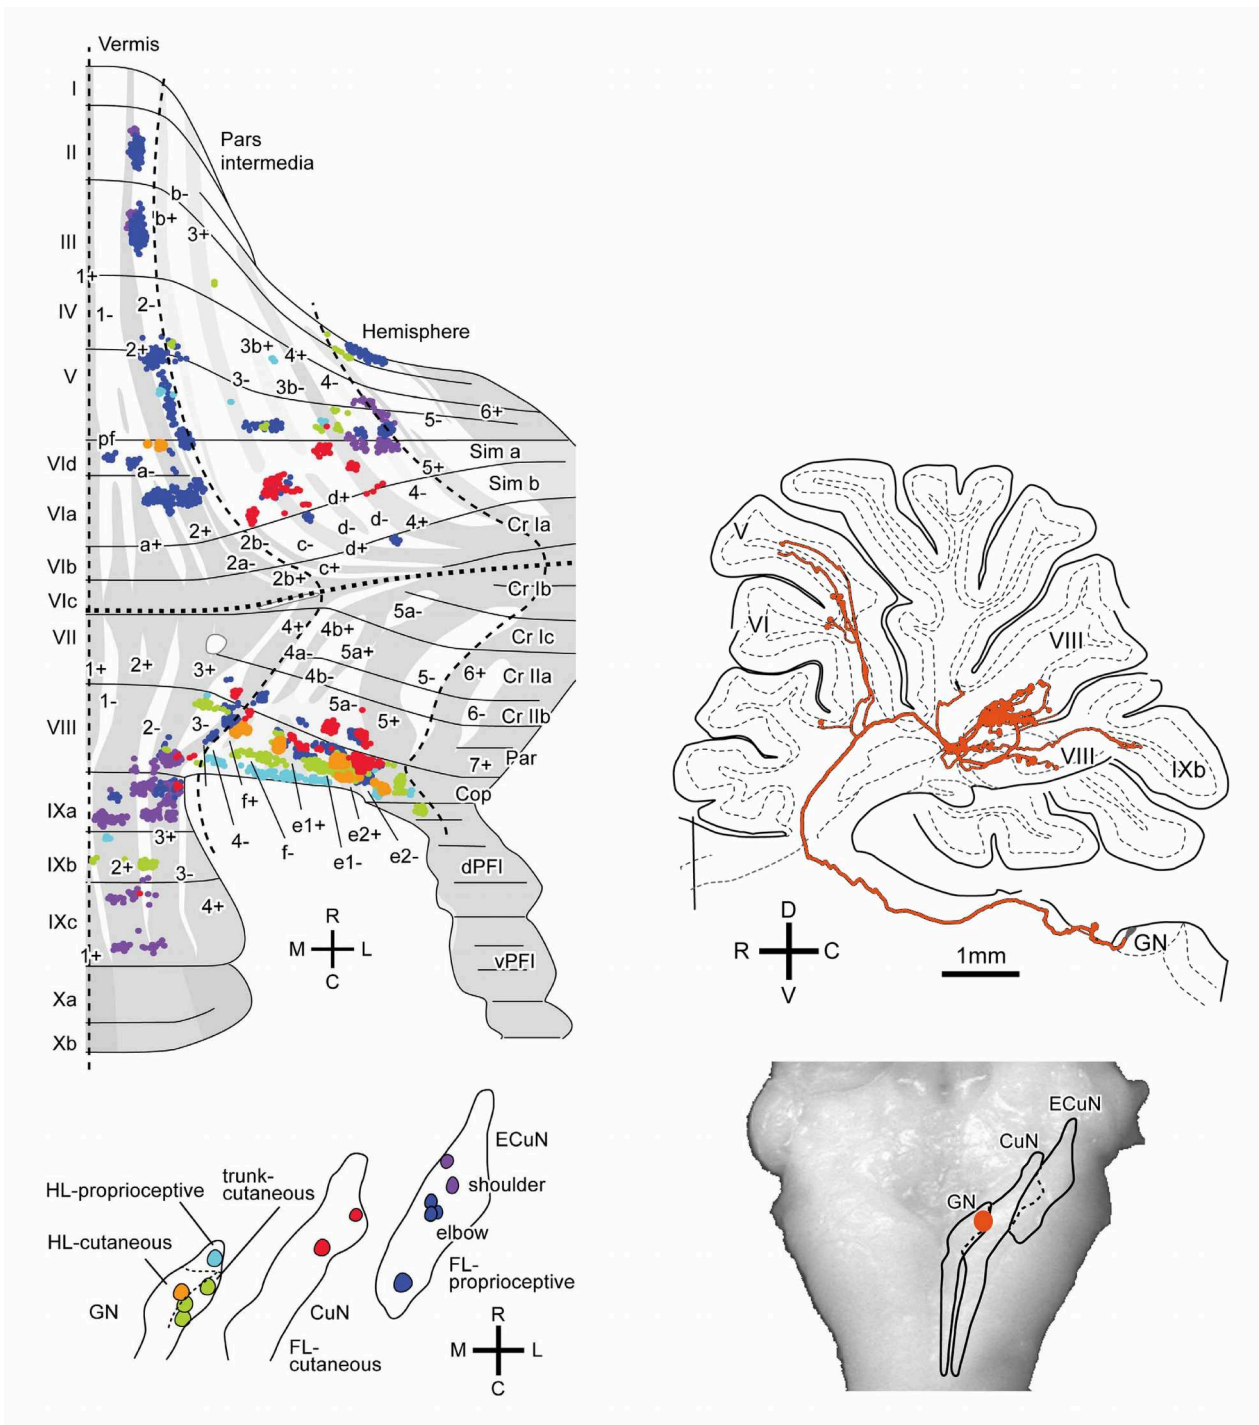 Vermis
I
II
Pars
intermedia
b-
b+
3+
III
1+
IV
1-
2-
Hemisphere
2+
3b+
4+
V
3-
3b-
4-
5-
6+
pf
VId
a-
Sim a
5+
Sim b
4-
VIa
d+
2+
d-
d-
4+
Cr Ia
a+
2b-
c-
d+
VIb
2a-
c+
2b+
VIc
Cr Ib
5a-
VII
4+
4b+
Cr Ic
4a-
5a+
1+
2+
3+
4b-
5-
6+
Cr IIa
1-
5a-
VIII
2-
3-
5+
6-
Cr IIb
7+
Par
Cop
IXa
f+
3+
4-
f-
e1+
e1-
e2+
e2-
IXb
2+
3-
dPFl
4+
IXc
R
M
L
C
1+
vPFl
Xa
Xb
V
VI
VIII
VIII
IXb
D
R
C
V
1mm
GN
HL-proprioceptive
trunk-
cutaneous
HL-cutaneous
GN
CuN
FL-
cutaneous
ECuN
shoulder
elbow
FL-
proprioceptive
R
M
L
C
ECuN
CuN
GN